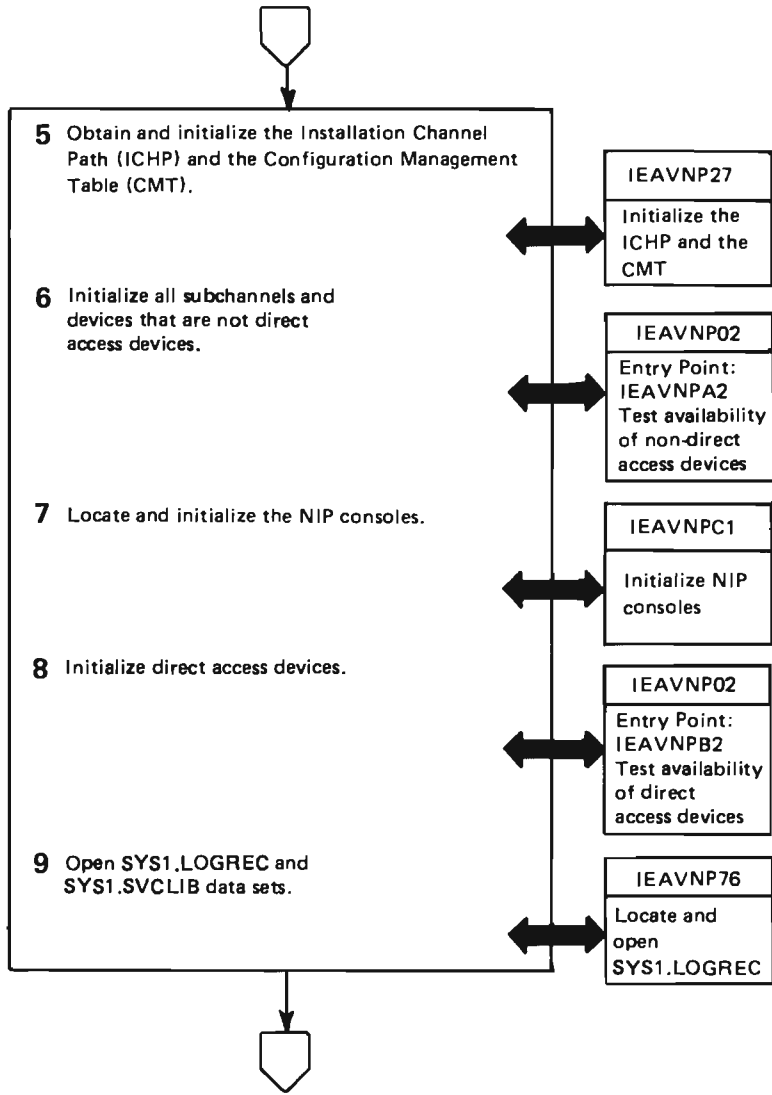 5 Obtain and initialize the Installation Channel
Path (ICHP) and the Configuration Management
Table (CMT).
IEAVNP27
Initialize the
ICHP and the
CMT
6 Initialize all subchannels and
devices that are not direct
access devices.
IEAVNP02
Entry Point:
IEAVNPA2
Test availability
of non-direct
access devices
7 Locate and initialize the NIP consoles.
IEAVNPC1
Initialize NIP
consoles
8 Initialize direct access devices.
IEAVNP02
Entry Point:
IEAVNPB2
Test availability
of direct
access devices
9 Open SYS1.LOGREC and
SYS1.SVCLIB data sets.
IEAVNP76
Locate and
open
SYS1.LOGREC